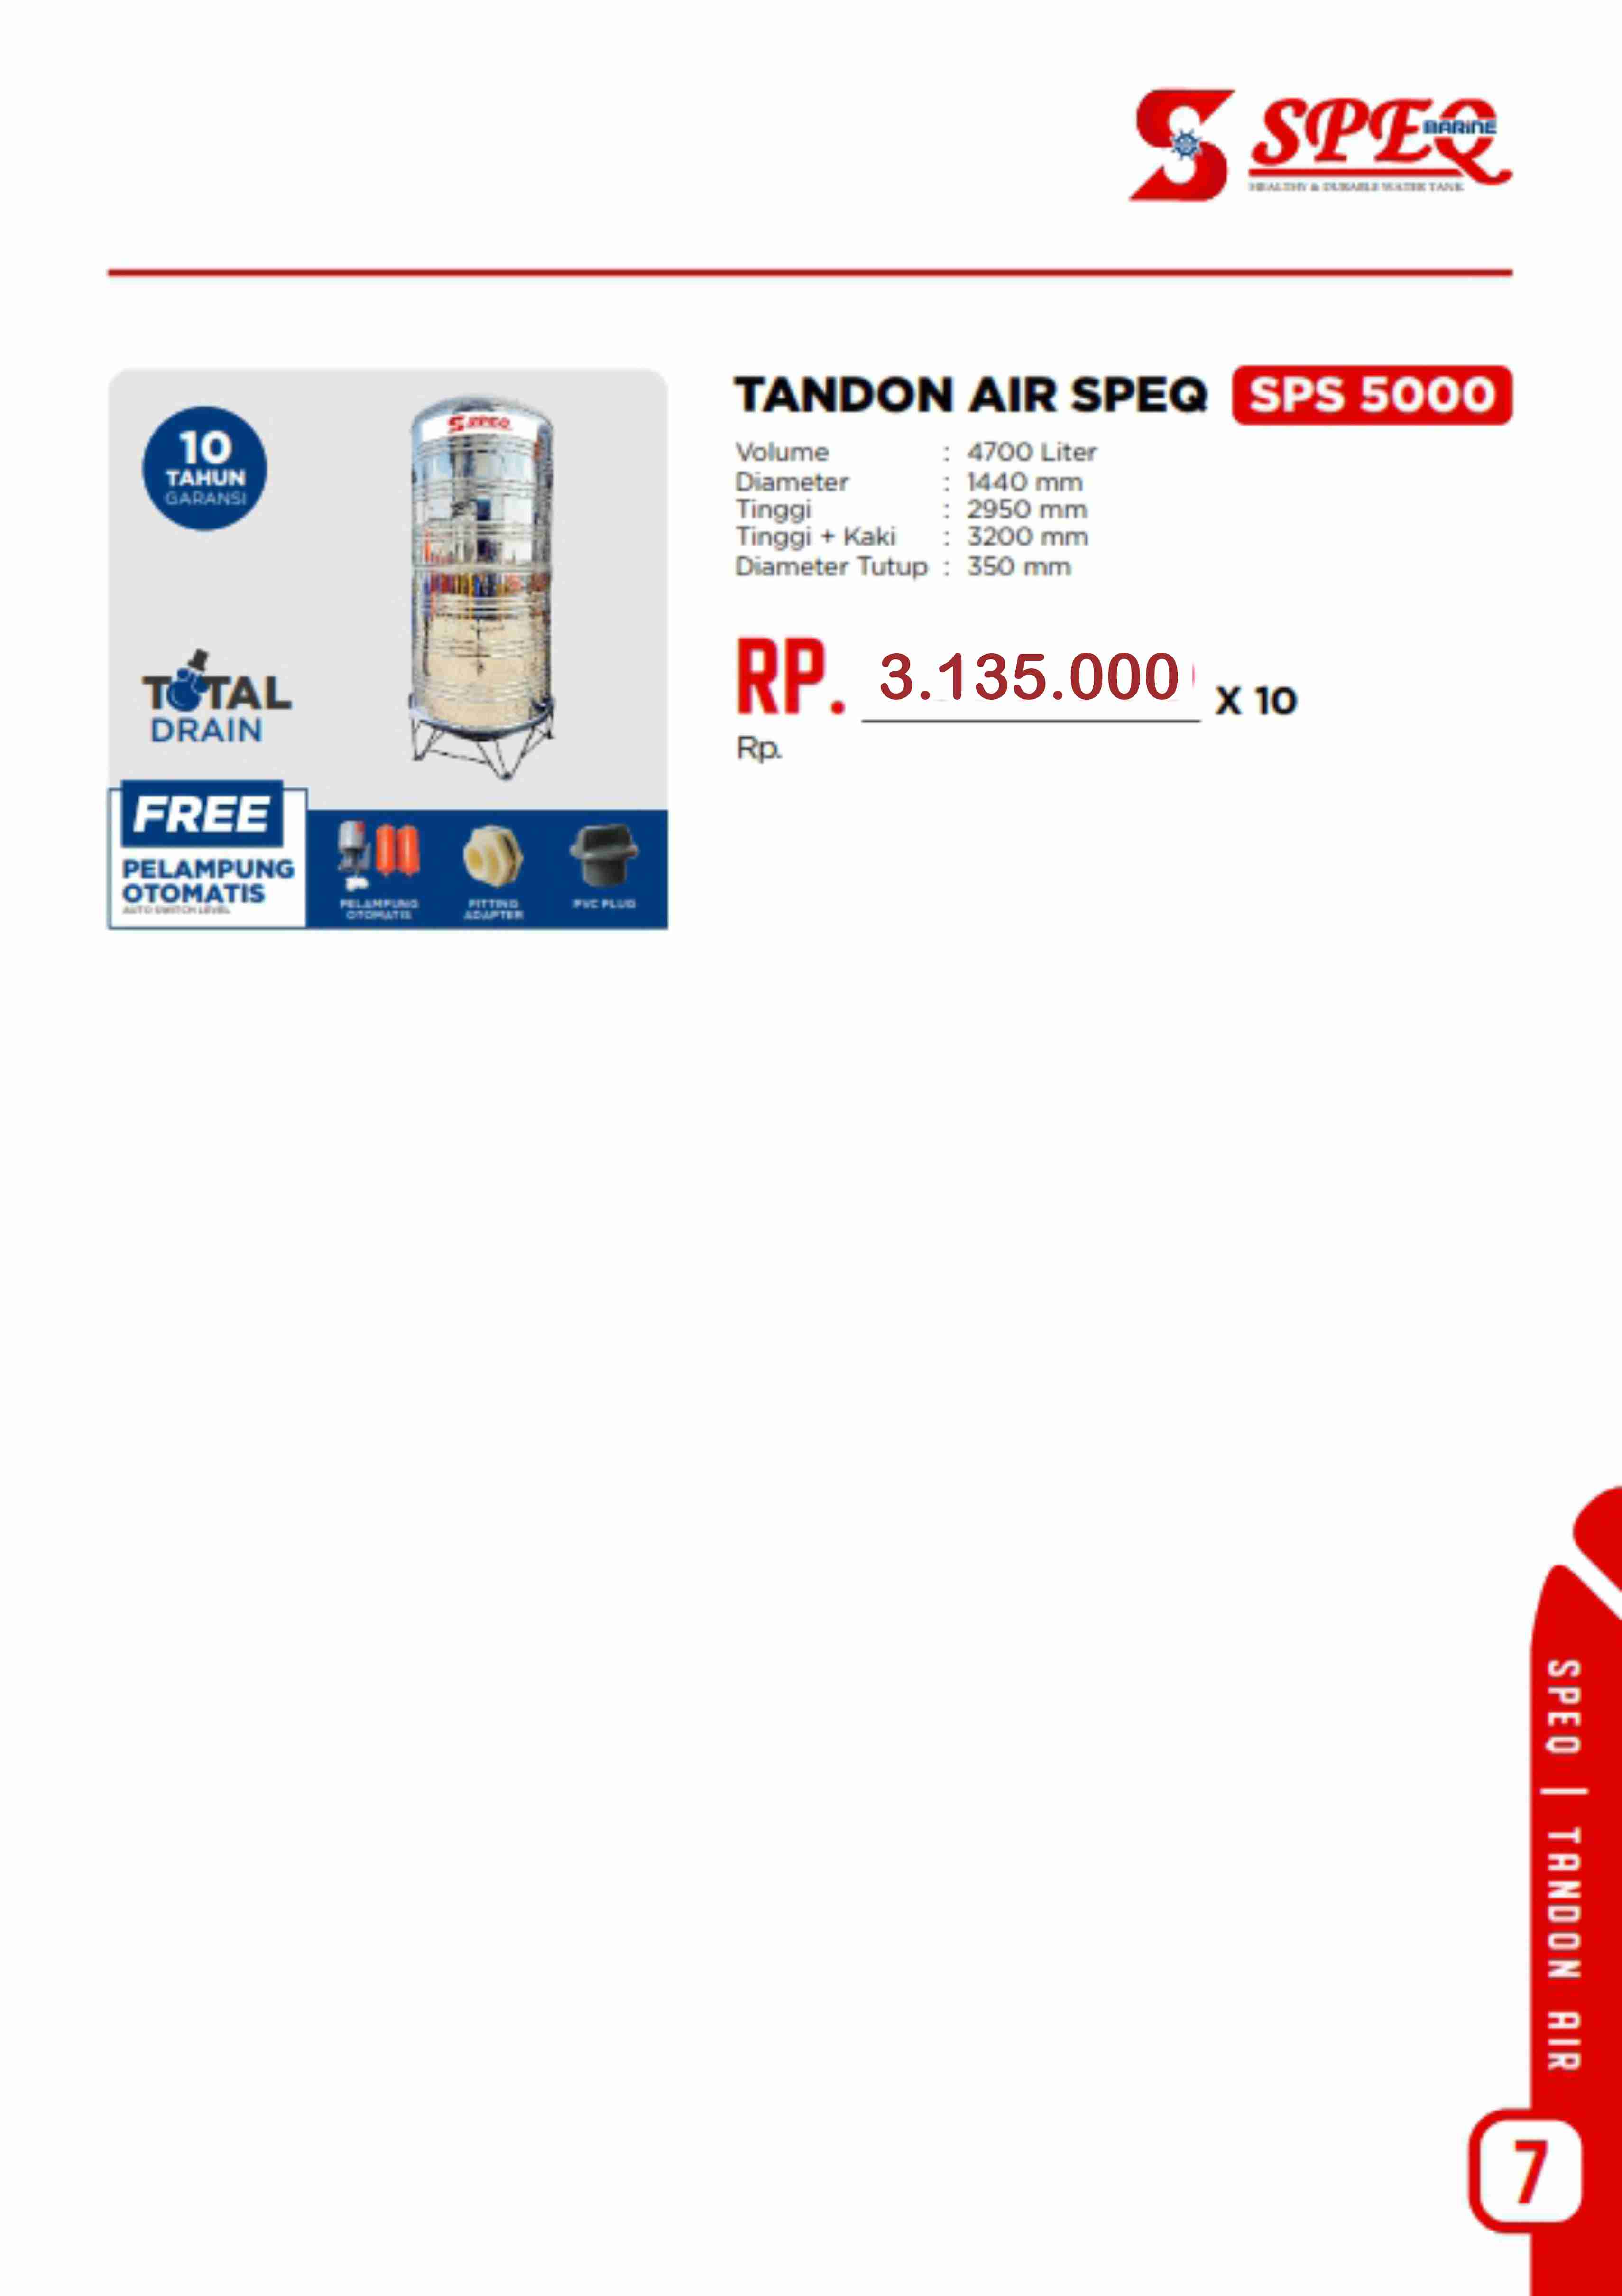 S SPEQ BARINE
HEALTHY & DURABLE WATER TANK
TANDON AIR SPEQ SPS 5000
Volume : 4700 Liter
Diameter : 1440 mm
Tinggi : 2950 mm
Tinggi + Kaki : 3200 mm
Diameter Tutup : 350 mm
RP. 3.135.000 X 10
Rp.
10
TAHUN
GARANSI
S SPEQ
TOTAL
DRAIN
FREE
PELAMPUNG
OTOMATIS
AUTO SWITCH LEVEL
PELAMPUNG
OTOMATIS
FITTING
ADAPTER
PVC PLUG
SPEQ | TANDON AIR
7